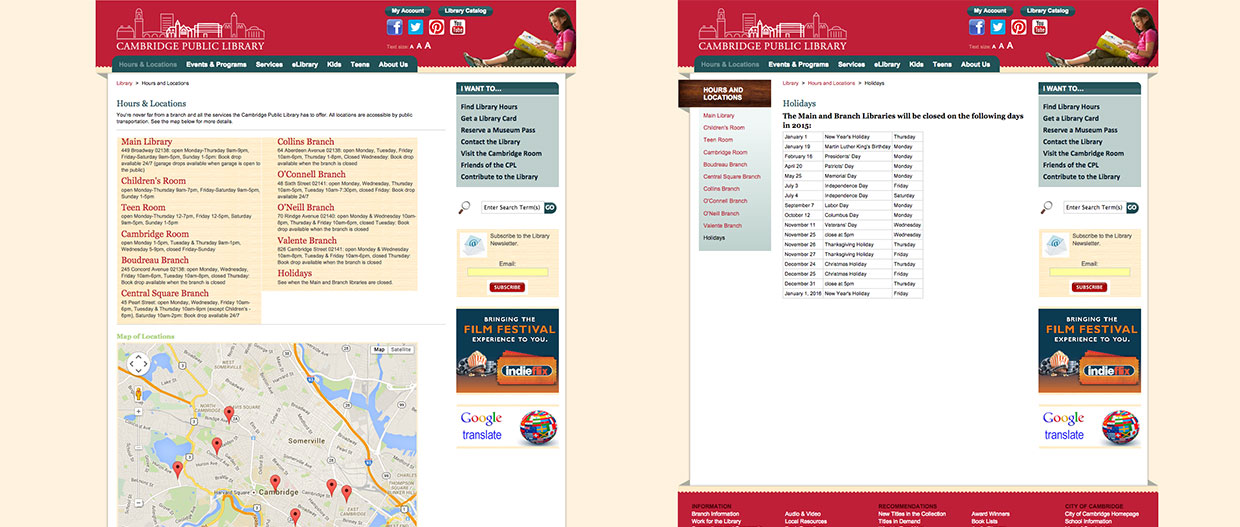 My Account
Library Catalog
You
Tube
CAMBRIDGE PUBLIC LIBRARY
Text size: A A A
Hours & Locations
Events & Programs
Services
eLibrary
Kids
Teens
About Us
Library > Hours and Locations
Hours & Locations
You're never far from a branch and all the services the Cambridge Public Library has to offer. All locations are accessible by public
transportation. See the map below for more details.
Main Library
449 Broadway 02138: open Monday-Thursday 9am-9pm,
Friday-Saturday 9am-5pm, Sunday 1-5pm: Book drop
available 24/7 (garage drops available when garage is open to
the public)
Children's Room
open Monday-Thursday 9am-7pm, Friday-Saturday 9am-5pm,
Sunday 1-5pm
Teen Room
open Monday-Thursday 12-7pm, Friday 12-5pm, Saturday
9am-5pm, Sunday 1-5pm
Cambridge Room
open Monday 1-5pm, Tuesday & Thursday 9am-1pm,
Wednesday 5-9pm, closed Friday-Sunday
Boudreau Branch
245 Concord Avenue 02138: open Monday, Wednesday,
Friday 10am-6pm, Tuesday 10am-8pm, closed Thursday:
Book drop available when the branch is closed
Central Square Branch
45 Pearl Street: open Monday, Wednesday, Friday 10am-
6pm, Tuesday & Thursday 10am-9pm (except Children's -
6pm), Saturday 10am-2pm: Book drop available 24/7
Collins Branch
64 Aberdeen Avenue 02138: open Monday, Tuesday, Friday
10am-6pm, Thursday 1-8pm, Closed Wednesday: Book drop
available when the branch is closed
O'Connell Branch
48 Sixth Street 02141: open Monday, Wednesday, Thursday
10am-5pm, Tuesday 10am-7:30pm, closed Friday: Book drop
available 24/7
O'Neill Branch
70 Rindge Avenue 02140: open Monday & Wednesday 10am-
8pm, Thursday & Friday 10am-6pm, closed Tuesday: Book
drop available when the branch is closed
Valente Branch
826 Cambridge Street 02141: open Monday & Wednesday
10am-6pm, Tuesday & Friday 10am-6pm, closed Thursday:
Book drop available when the branch is closed
Holidays
See when the Main and Branch libraries are closed.
Map of Locations
Map
Satellite
WEST
SOMERVILLE
NORTH
CAMBRIDGE
Somerville
Harvard Square
Cambridge
I WANT TO...
Find Library Hours
Get a Library Card
Reserve a Museum Pass
Contact the Library
Visit the Cambridge Room
Friends of the CPL
Contribute to the Library
Enter Search Term(s)
GO
Subscribe to the Library
Newsletter.
Email:
SUBSCRIBE
BRINGING THE
FILM FESTIVAL
EXPERIENCE TO YOU.
indieflix
Google
translate
My Account
Library Catalog
You
Tube
CAMBRIDGE PUBLIC LIBRARY
Text size: A A A
Hours & Locations
Events & Programs
Services
eLibrary
Kids
Teens
About Us
HOURS AND
LOCATIONS
Main Library
Children's Room
Teen Room
Cambridge Room
Boudreau Branch
Central Square Branch
Collins Branch
O'Connell Branch
O'Neill Branch
Valente Branch
Holidays
Library > Hours and Locations > Holidays
Holidays
The Main and Branch Libraries will be closed on the following days
in 2015:
January 1 New Year's Holiday Thursday
January 19 Martin Luther King's Birthday Monday
February 16 Presidents' Day Monday
April 20 Patriots' Day Monday
May 25 Memorial Day Monday
July 3 Independence Day Friday
July 4 Independence Day Saturday
September 7 Labor Day Monday
October 12 Columbus Day Monday
November 11 Veterans' Day Wednesday
November 25 close at 5pm Wednesday
November 26 Thanksgiving Holiday Thursday
November 27 Thanksgiving Holiday Friday
December 24 Christmas Holiday Thursday
December 25 Christmas Holiday Friday
December 31 close at 5pm Thursday
January 1, 2016 New Year's Holiday Friday
I WANT TO...
Find Library Hours
Get a Library Card
Reserve a Museum Pass
Contact the Library
Visit the Cambridge Room
Friends of the CPL
Contribute to the Library
Enter Search Term(s)
GO
Subscribe to the Library
Newsletter.
Email:
SUBSCRIBE
BRINGING THE
FILM FESTIVAL
EXPERIENCE TO YOU.
indieflix
Google
translate
INFORMATION
Branch Information
Work for the Library
Audio & Video
Local Resources
RECOMMENDATIONS
New Titles in the Collection
Titles in Demand
Award Winners
Book Lists
CITY OF CAMBRIDGE
City of Cambridge Homepage
School Information